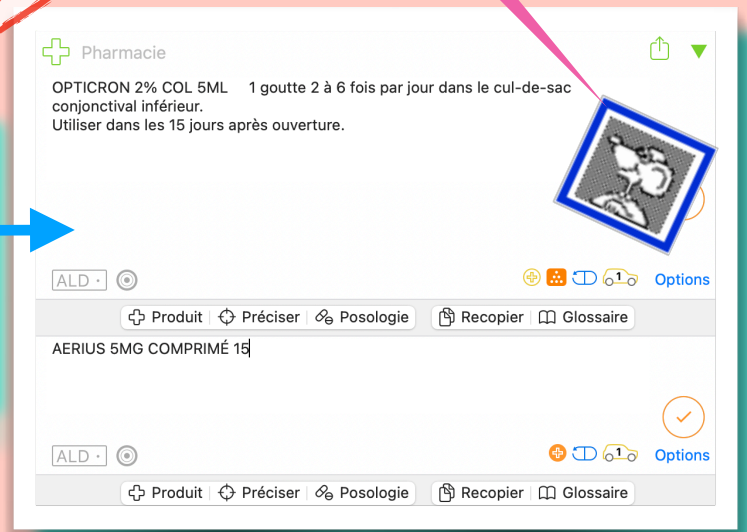 Pharmacie
OPTICRON 2% COL 5ML 1 goutte 2 à 6 fois par jour dans le cul-de-sac
conjonctival inférieur.
Utiliser dans les 15 jours après ouverture.
ALD · 1 Options
Produit Préciser Posologie Recopier Glossaire
AERIUS 5MG COMPRIMÉ 15
ALD · 1 Options
Produit Préciser Posologie Recopier Glossaire